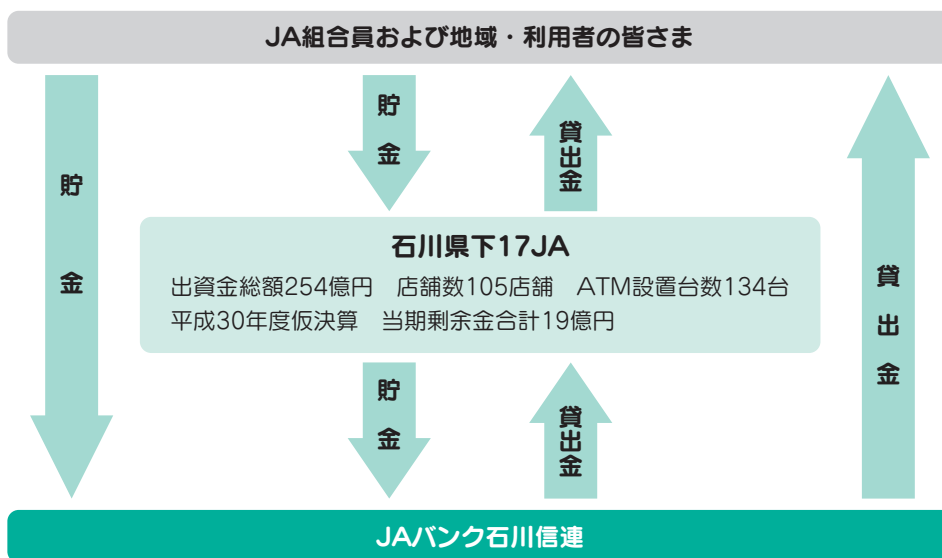 JA組合員および地域・利用者の皆さま
貯金
貯金
貸出金
貸出金
石川県下17JA
出資金総額254億円　店舗数105店舗　ATM設置台数134台
平成30年度仮決算　当期剰余金合計19億円
貯金
貸出金
JAバンク石川信連